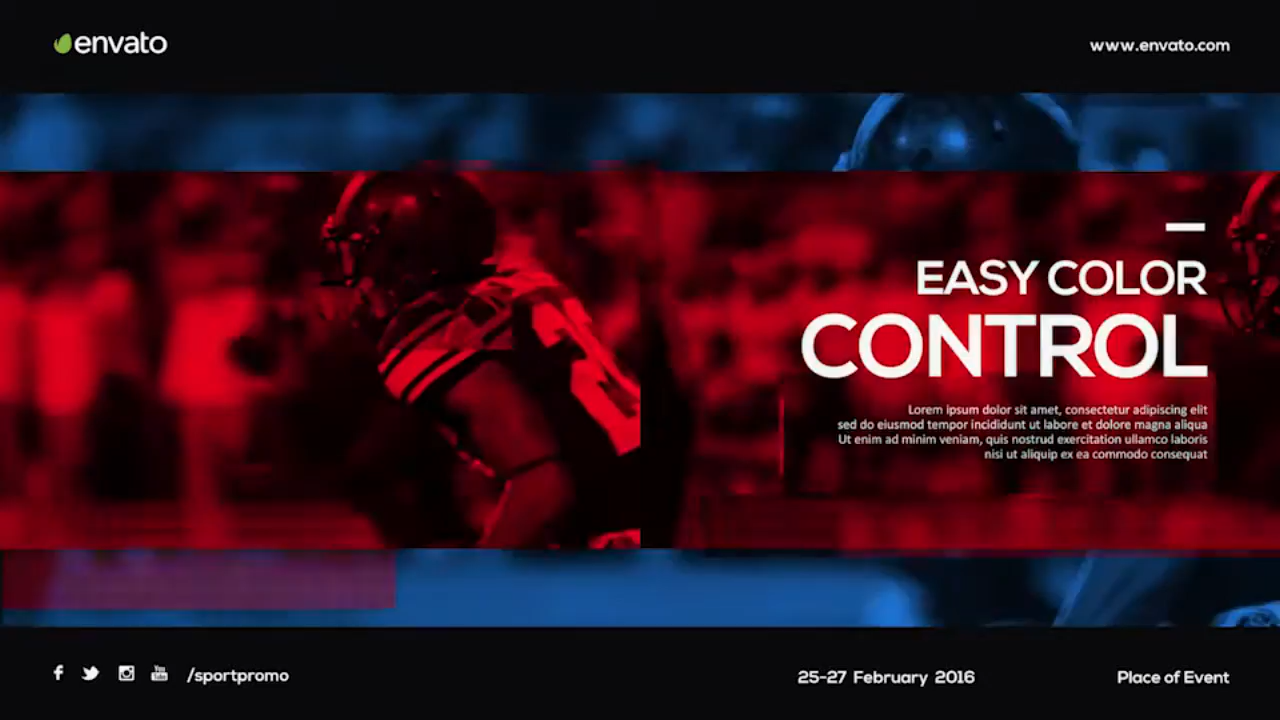 envato
www.envato.com
EASY COLOR
CONTROL
Lorem ipsum dolor sit amet, consectetur adipiscing elit
sed do eiusmod tempor incididunt ut labore et dolore magna aliqua
Ut enim ad minim veniam, quis nostrud exercitation ullamco laboris
nisi ut aliquip ex ea commodo consequat
You Tube /sportpromo
25-27 February 2016
Place of Event